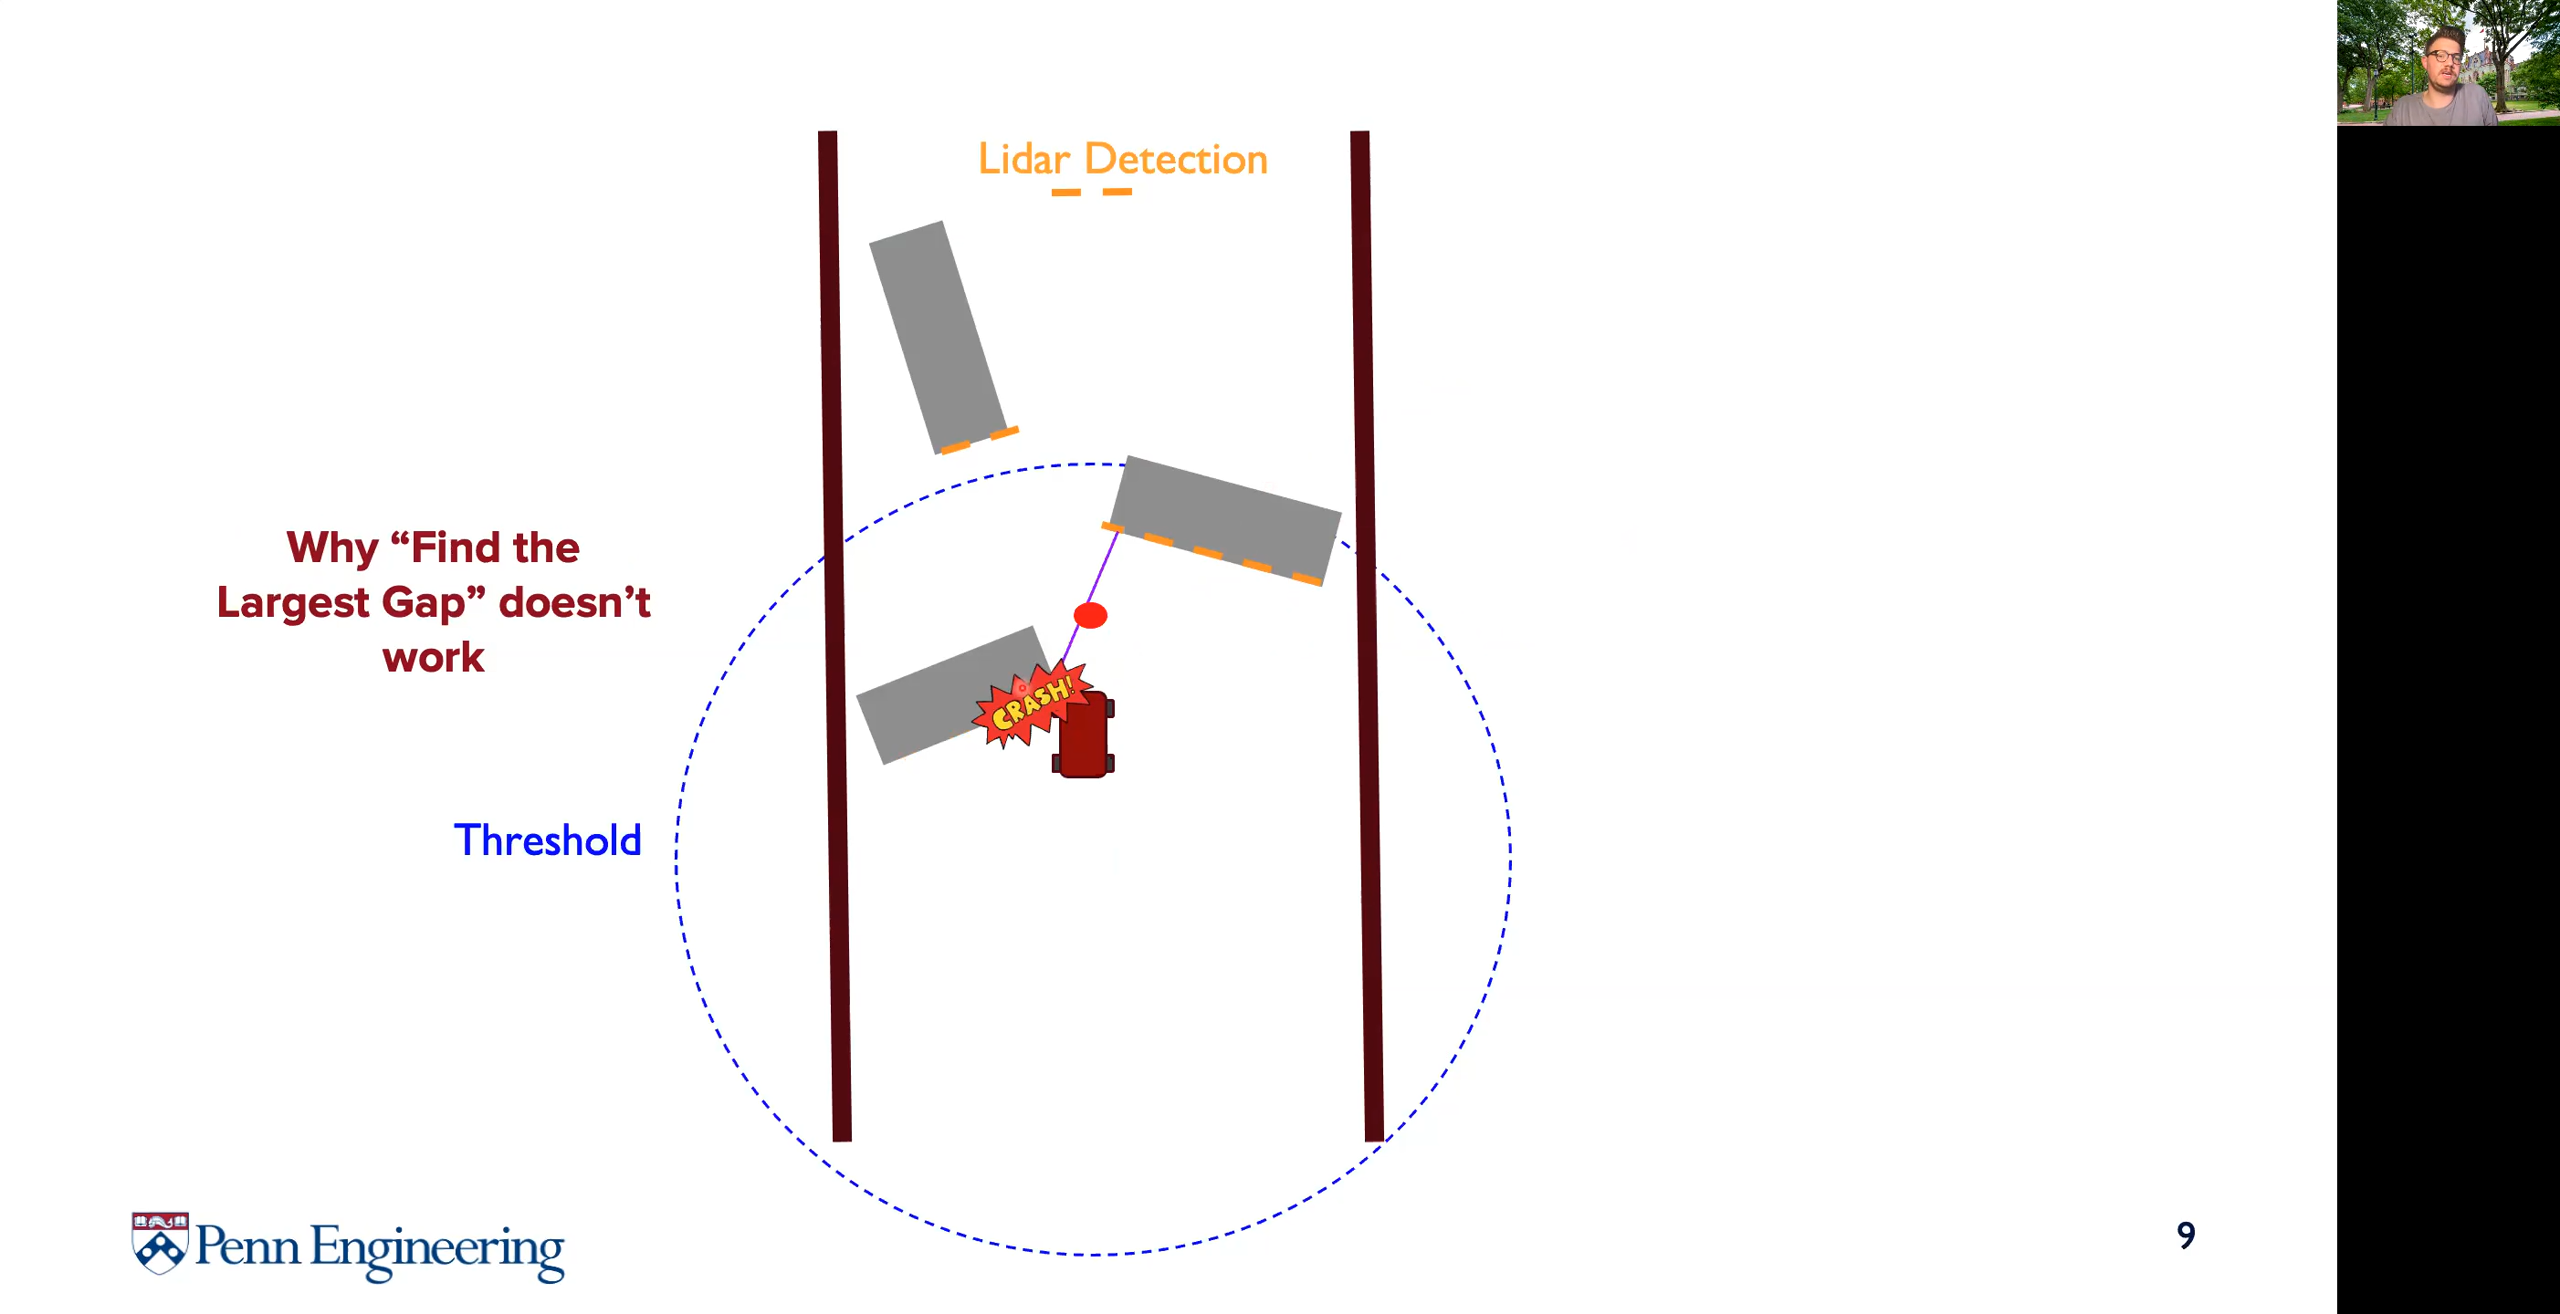 Lidar Detection
Why “Find the
Largest Gap” doesn’t
work
CRASH!
Threshold
Penn Engineering
9